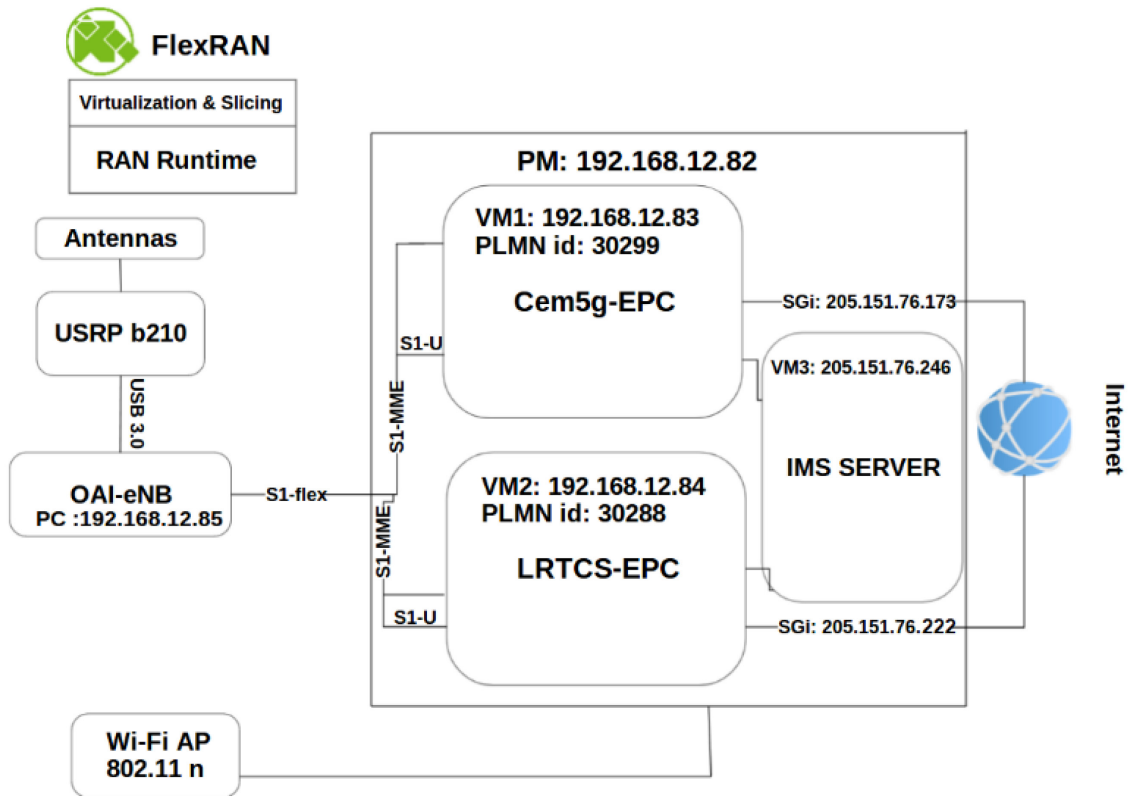 FlexRAN
Virtualization & Slicing
RAN Runtime
Antennas
USRP b210
USB 3.0
OAI-eNB
PC :192.168.12.85
S1-flex
S1-MME
S1-U
S1-MME
S1-U
PM: 192.168.12.82
VM1: 192.168.12.83
PLMN id: 30299
Cem5g-EPC
SGi: 205.151.76.173
VM3: 205.151.76.246
IMS SERVER
VM2: 192.168.12.84
PLMN id: 30288
LRTCS-EPC
SGi: 205.151.76.222
Internet
Wi-Fi AP
802.11 n